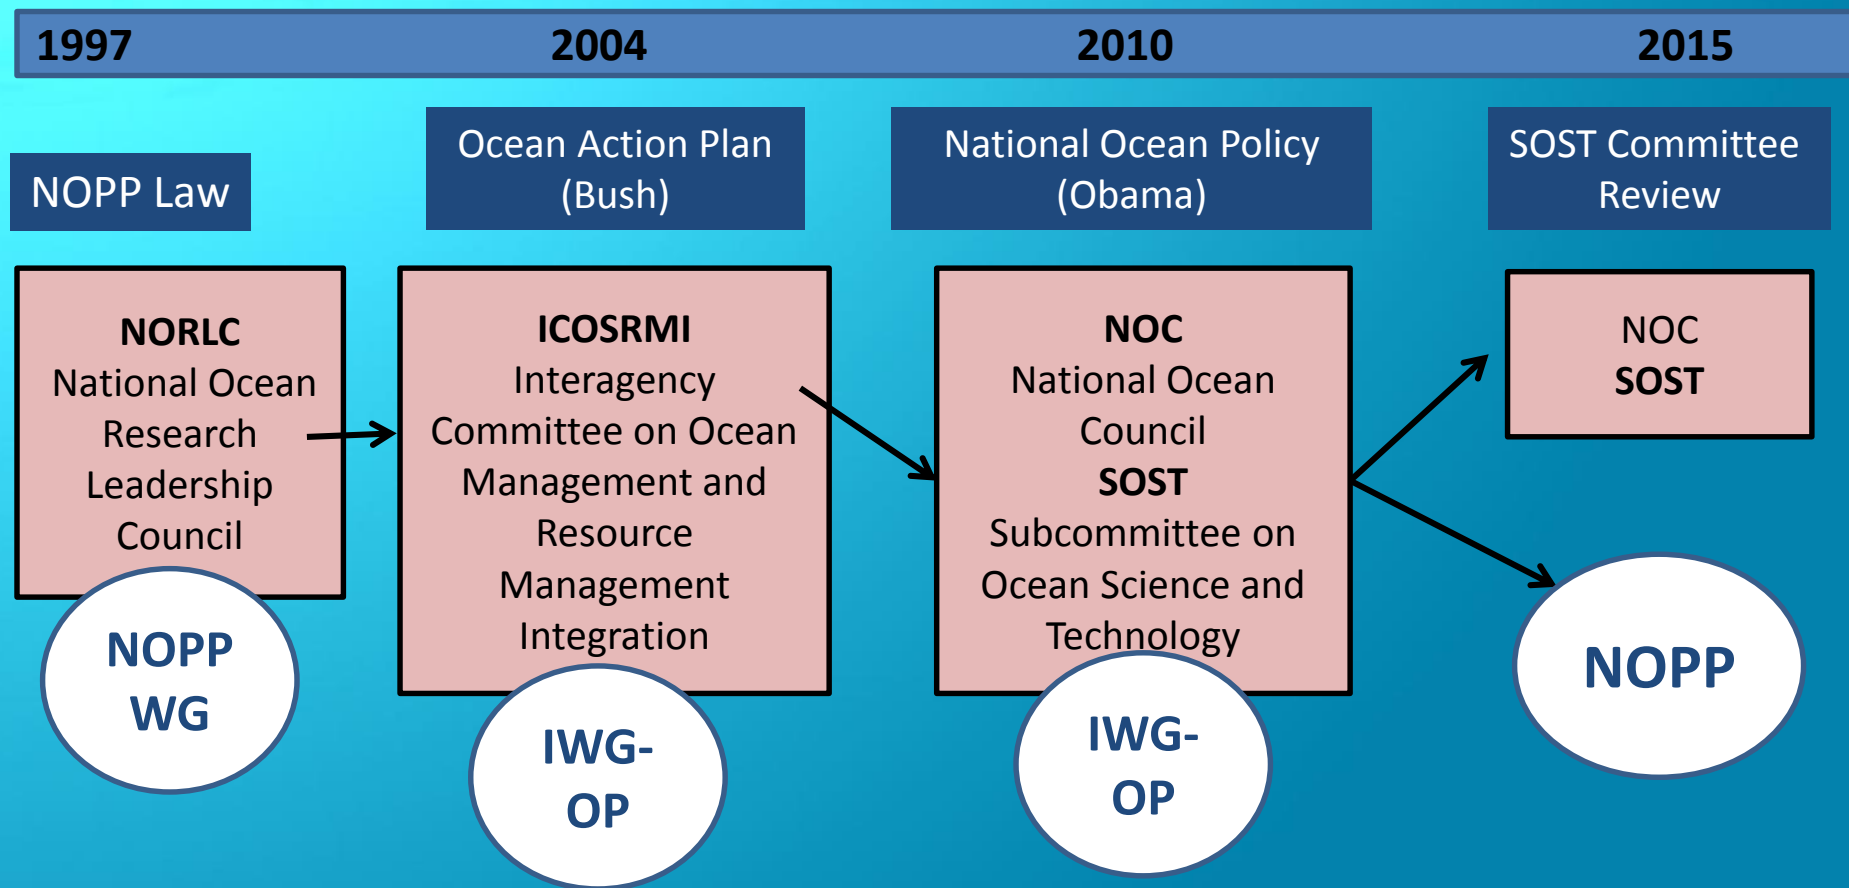 1997
2004
2010
2015
NOPP Law
Ocean Action Plan
(Bush)
National Ocean Policy
(Obama)
SOST Committee
Review
NORLC
National Ocean
Research
Leadership
Council
NOPP
WG
ICOSRMI
Interagency
Committee on Ocean
Management and
Resource
Management
Integration
IWG-
OP
NOC
National Ocean
Council
SOST
Subcommittee on
Ocean Science and
Technology
IWG-
OP
NOC
SOST
NOPP